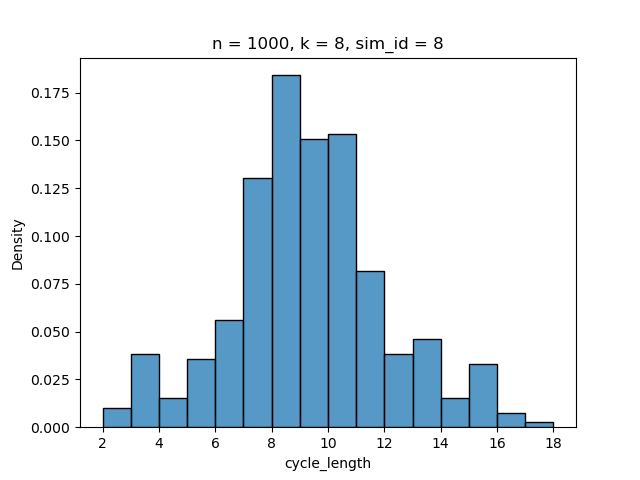 n = 1000, k = 8, sim_id = 8
0.175
0.150
0.125
0.100
0.075
0.050
0.025
0.000
Density
2 4 6 8 10 12 14 16 18
cycle_length